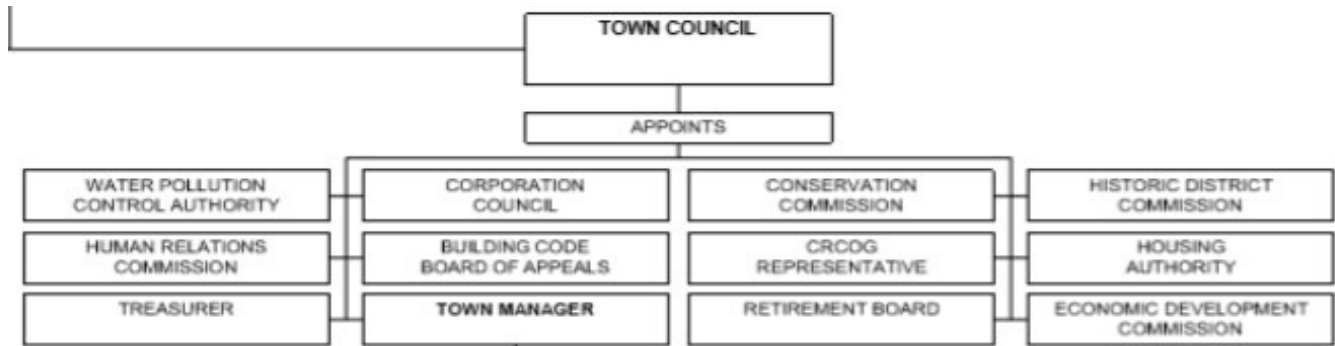 TOWN COUNCIL
APPOINTS
WATER POLLUTION
CONTROL AUTHORITY
CORPORATION
COUNCIL
CONSERVATION
COMMISSION
HISTORIC DISTRICT
COMMISSION
HUMAN RELATIONS
COMMISSION
BUILDING CODE
BOARD OF APPEALS
CRCOG
REPRESENTATIVE
HOUSING
AUTHORITY
TREASURER
TOWN MANAGER
RETIREMENT BOARD
ECONOMIC DEVELOPMENT
COMMISSION